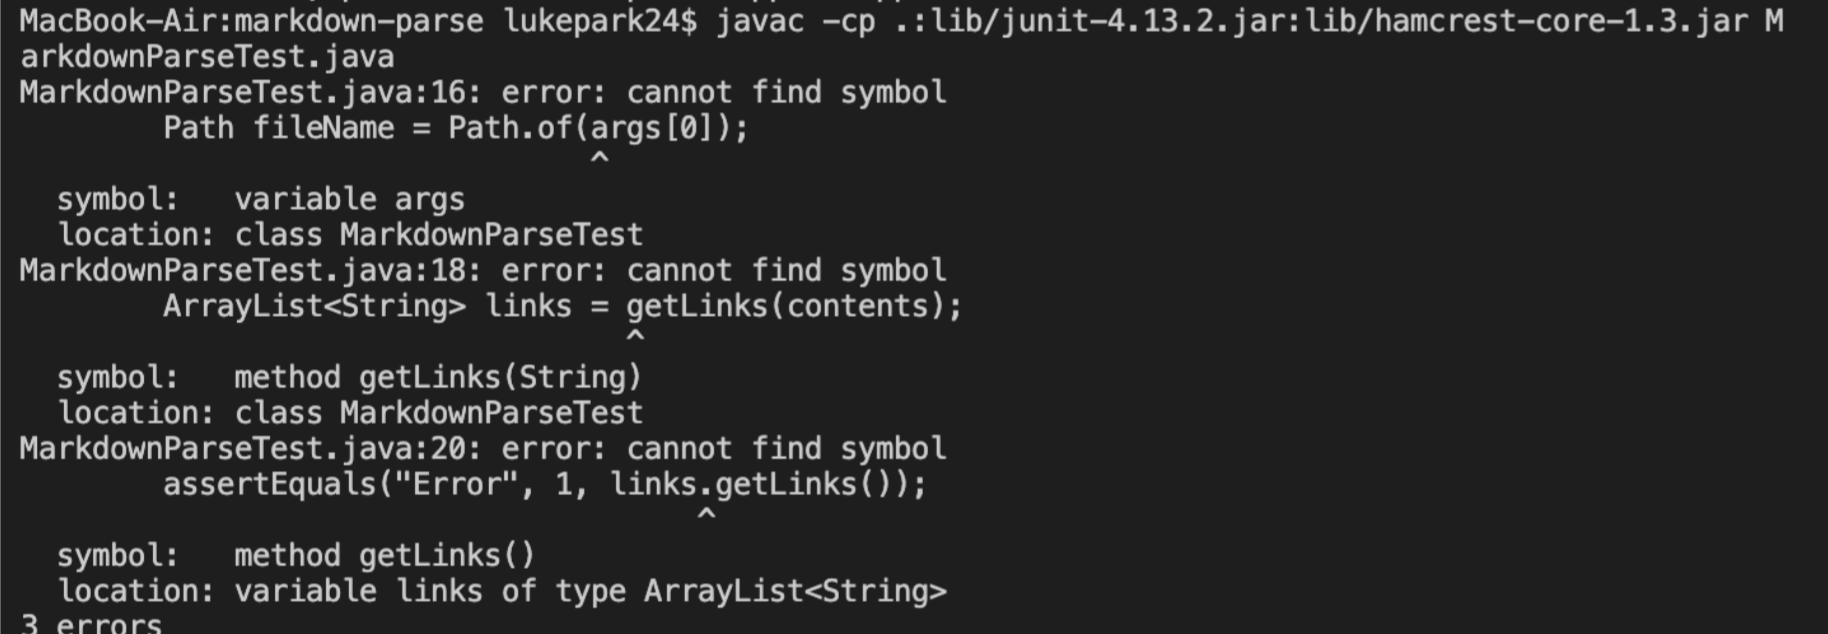 MacBook-Air:markdown-parse lukepark24$ javac -cp .:lib/junit-4.13.2.jar:lib/hamcrest-core-1.3.jar M
arkdownParseTest.java
MarkdownParseTest.java:16: error: cannot find symbol
        Path fileName = Path.of(args[0]);
                                ^
  symbol:   variable args
  location: class MarkdownParseTest
MarkdownParseTest.java:18: error: cannot find symbol
        ArrayList<String> links = getLinks(contents);
                                  ^
  symbol:   method getLinks(String)
  location: class MarkdownParseTest
MarkdownParseTest.java:20: error: cannot find symbol
        assertEquals("Error", 1, links.getLinks());
                                      ^
  symbol:   method getLinks()
  location: variable links of type ArrayList<String>
3 errors